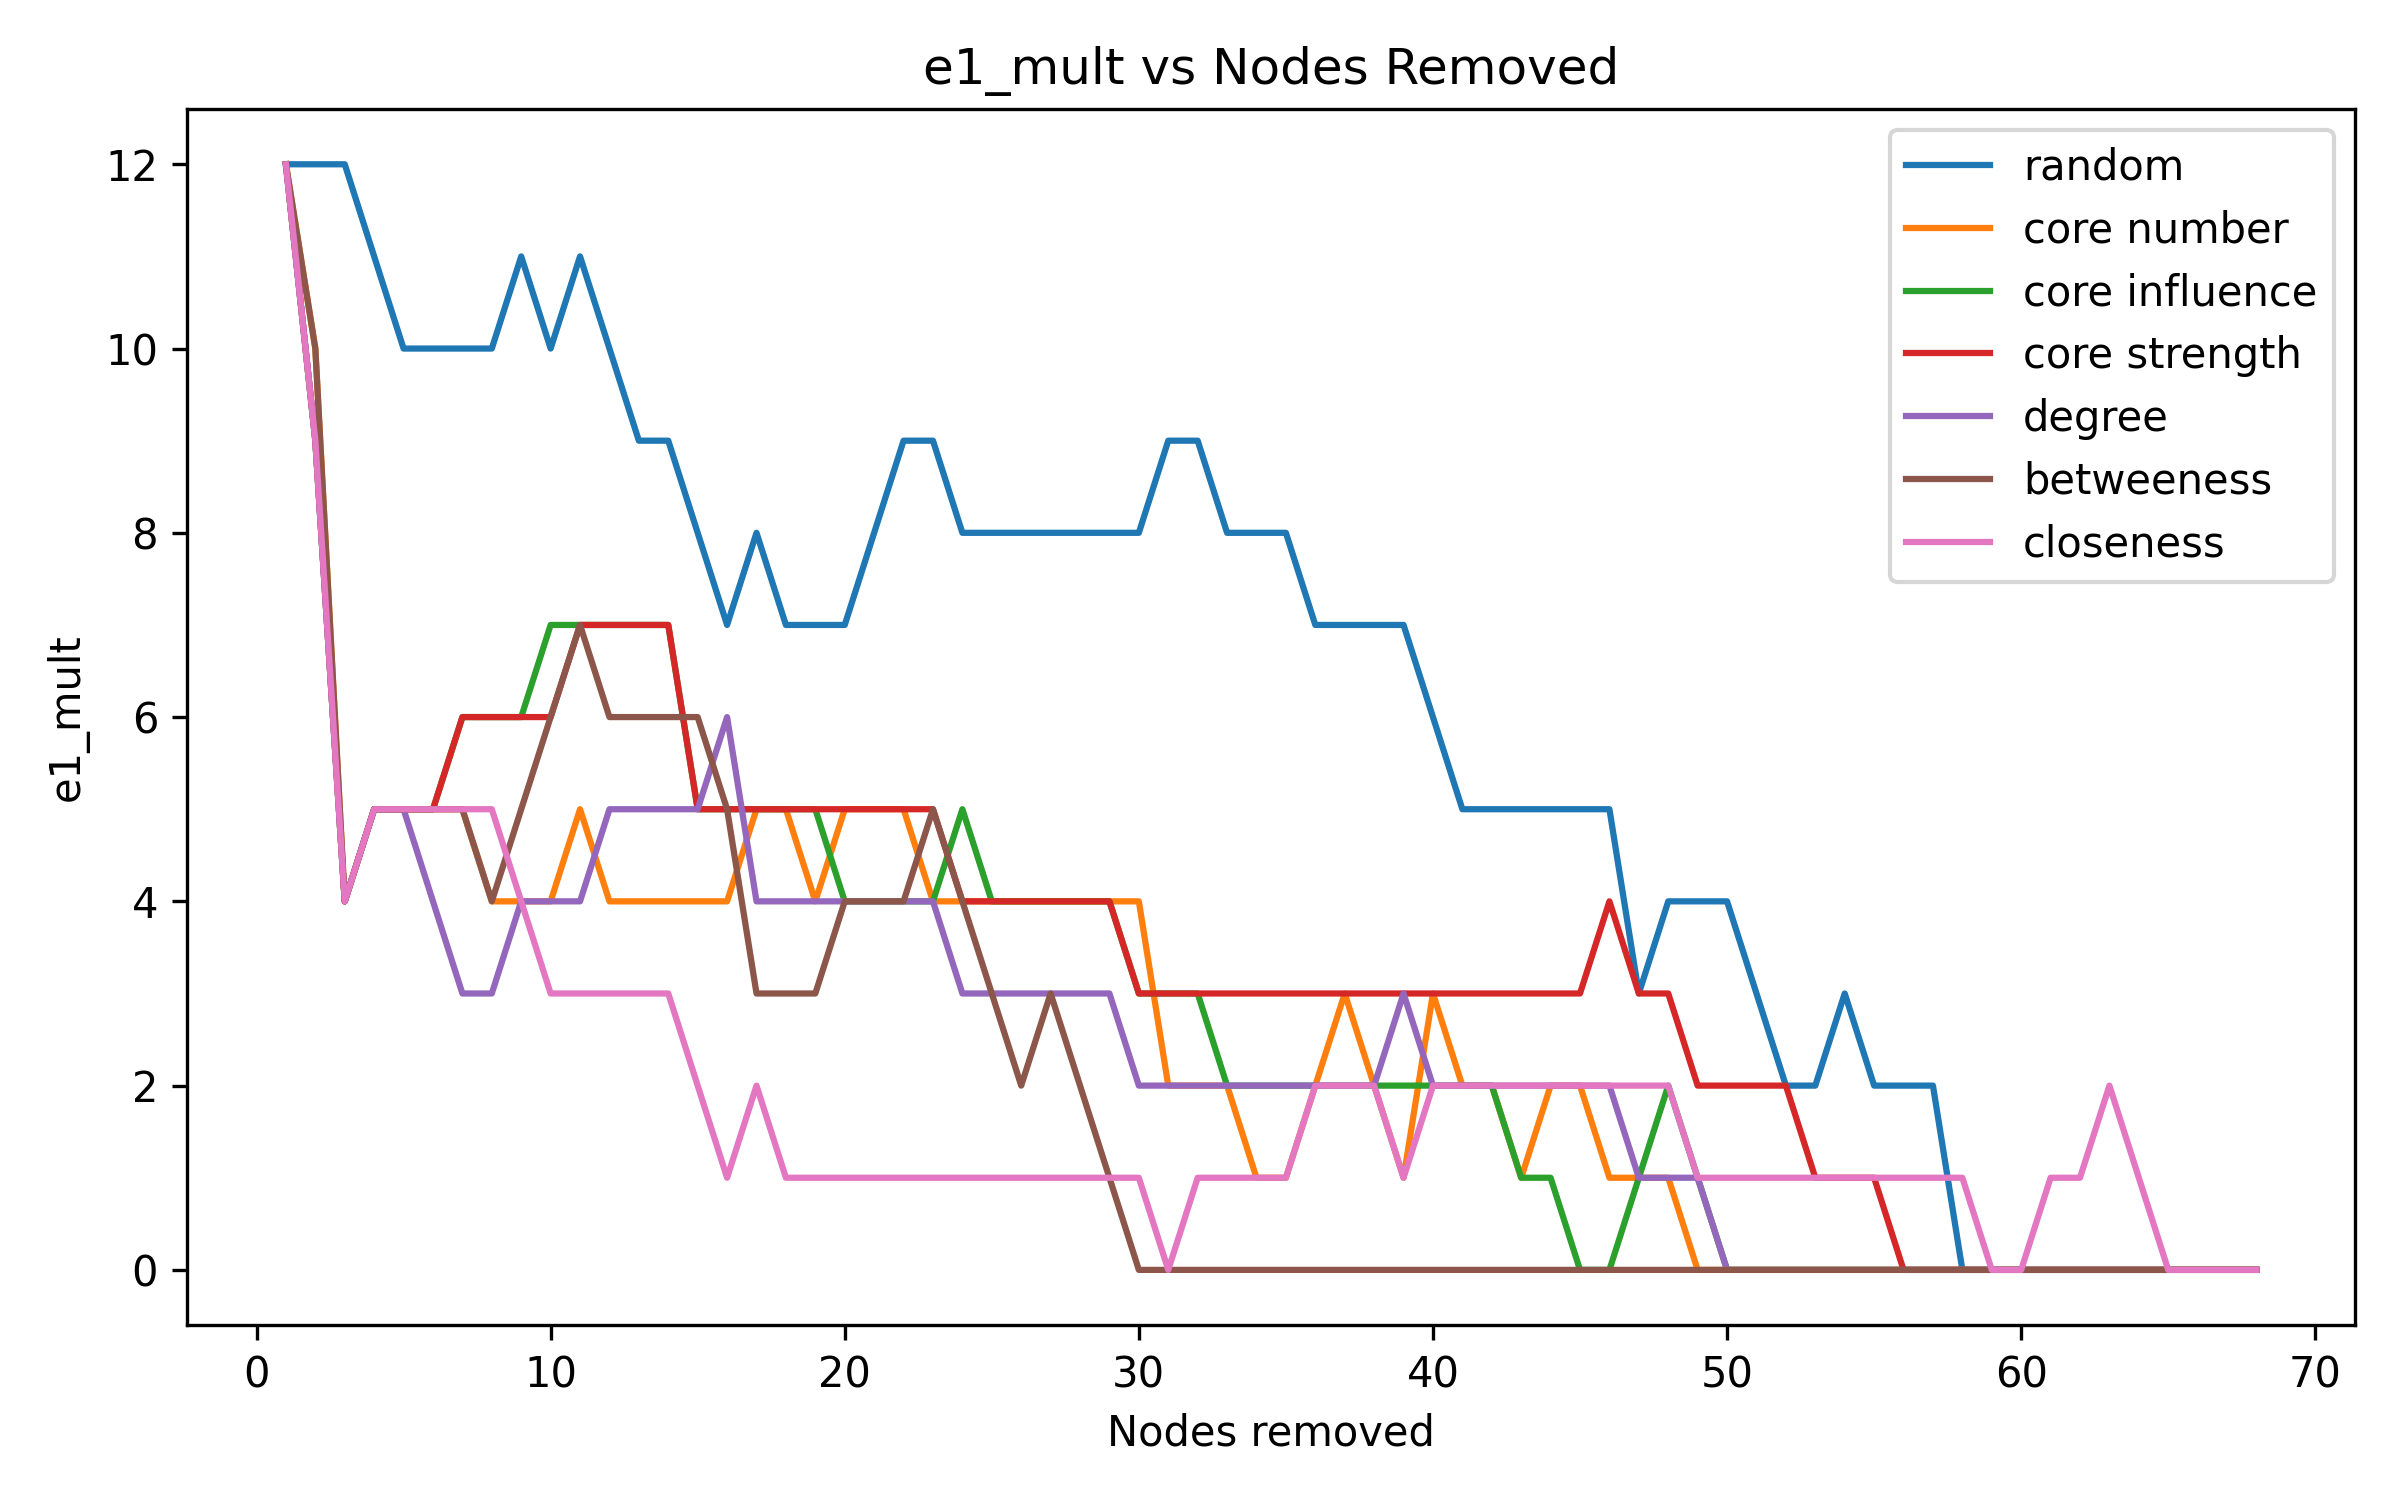 e1_mult vs Nodes Removed
12
10
8
6
4
2
0
e1_mult
random
core number
core influence
core strength
degree
betweeness
closeness
0 10 20 30 40 50 60 70
Nodes removed